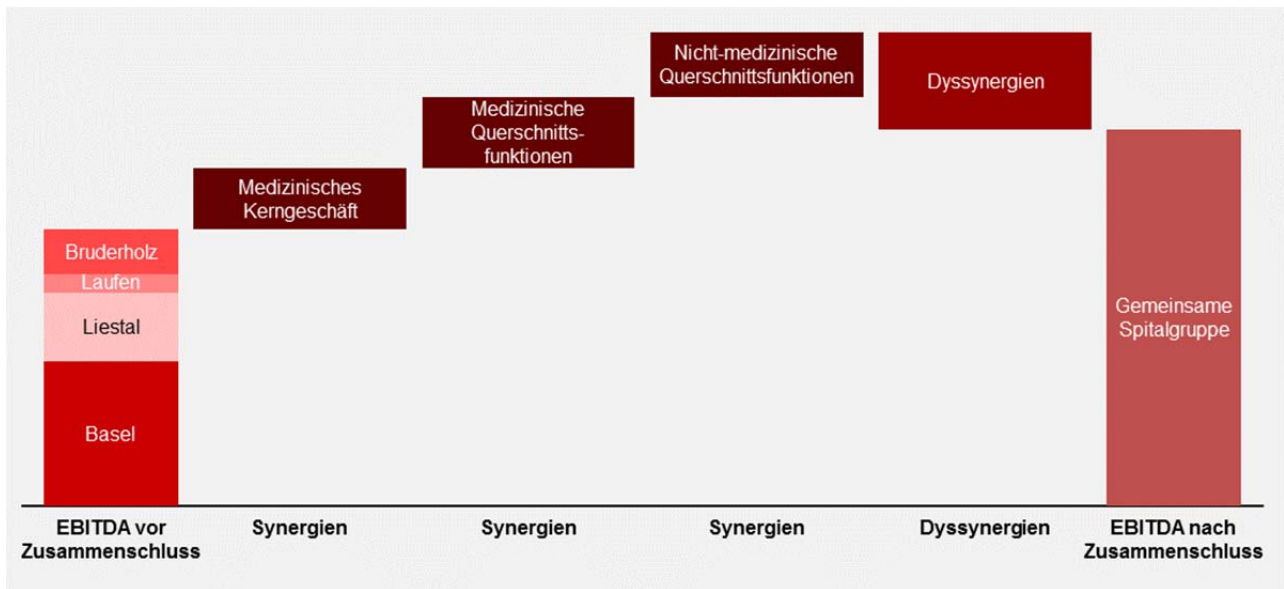 Nicht-medizinische
Querschnittsfunktionen
Dyssynergien
Medizinische
Querschnitts-
funktionen
Medizinisches
Kerngeschäft
Bruderholz
Laufen
Liestal
Basel
Gemeinsame
Spitalgruppe
EBITDA vor
Zusammenschluss
Synergien
Synergien
Synergien
Dyssynergien
EBITDA nach
Zusammenschluss